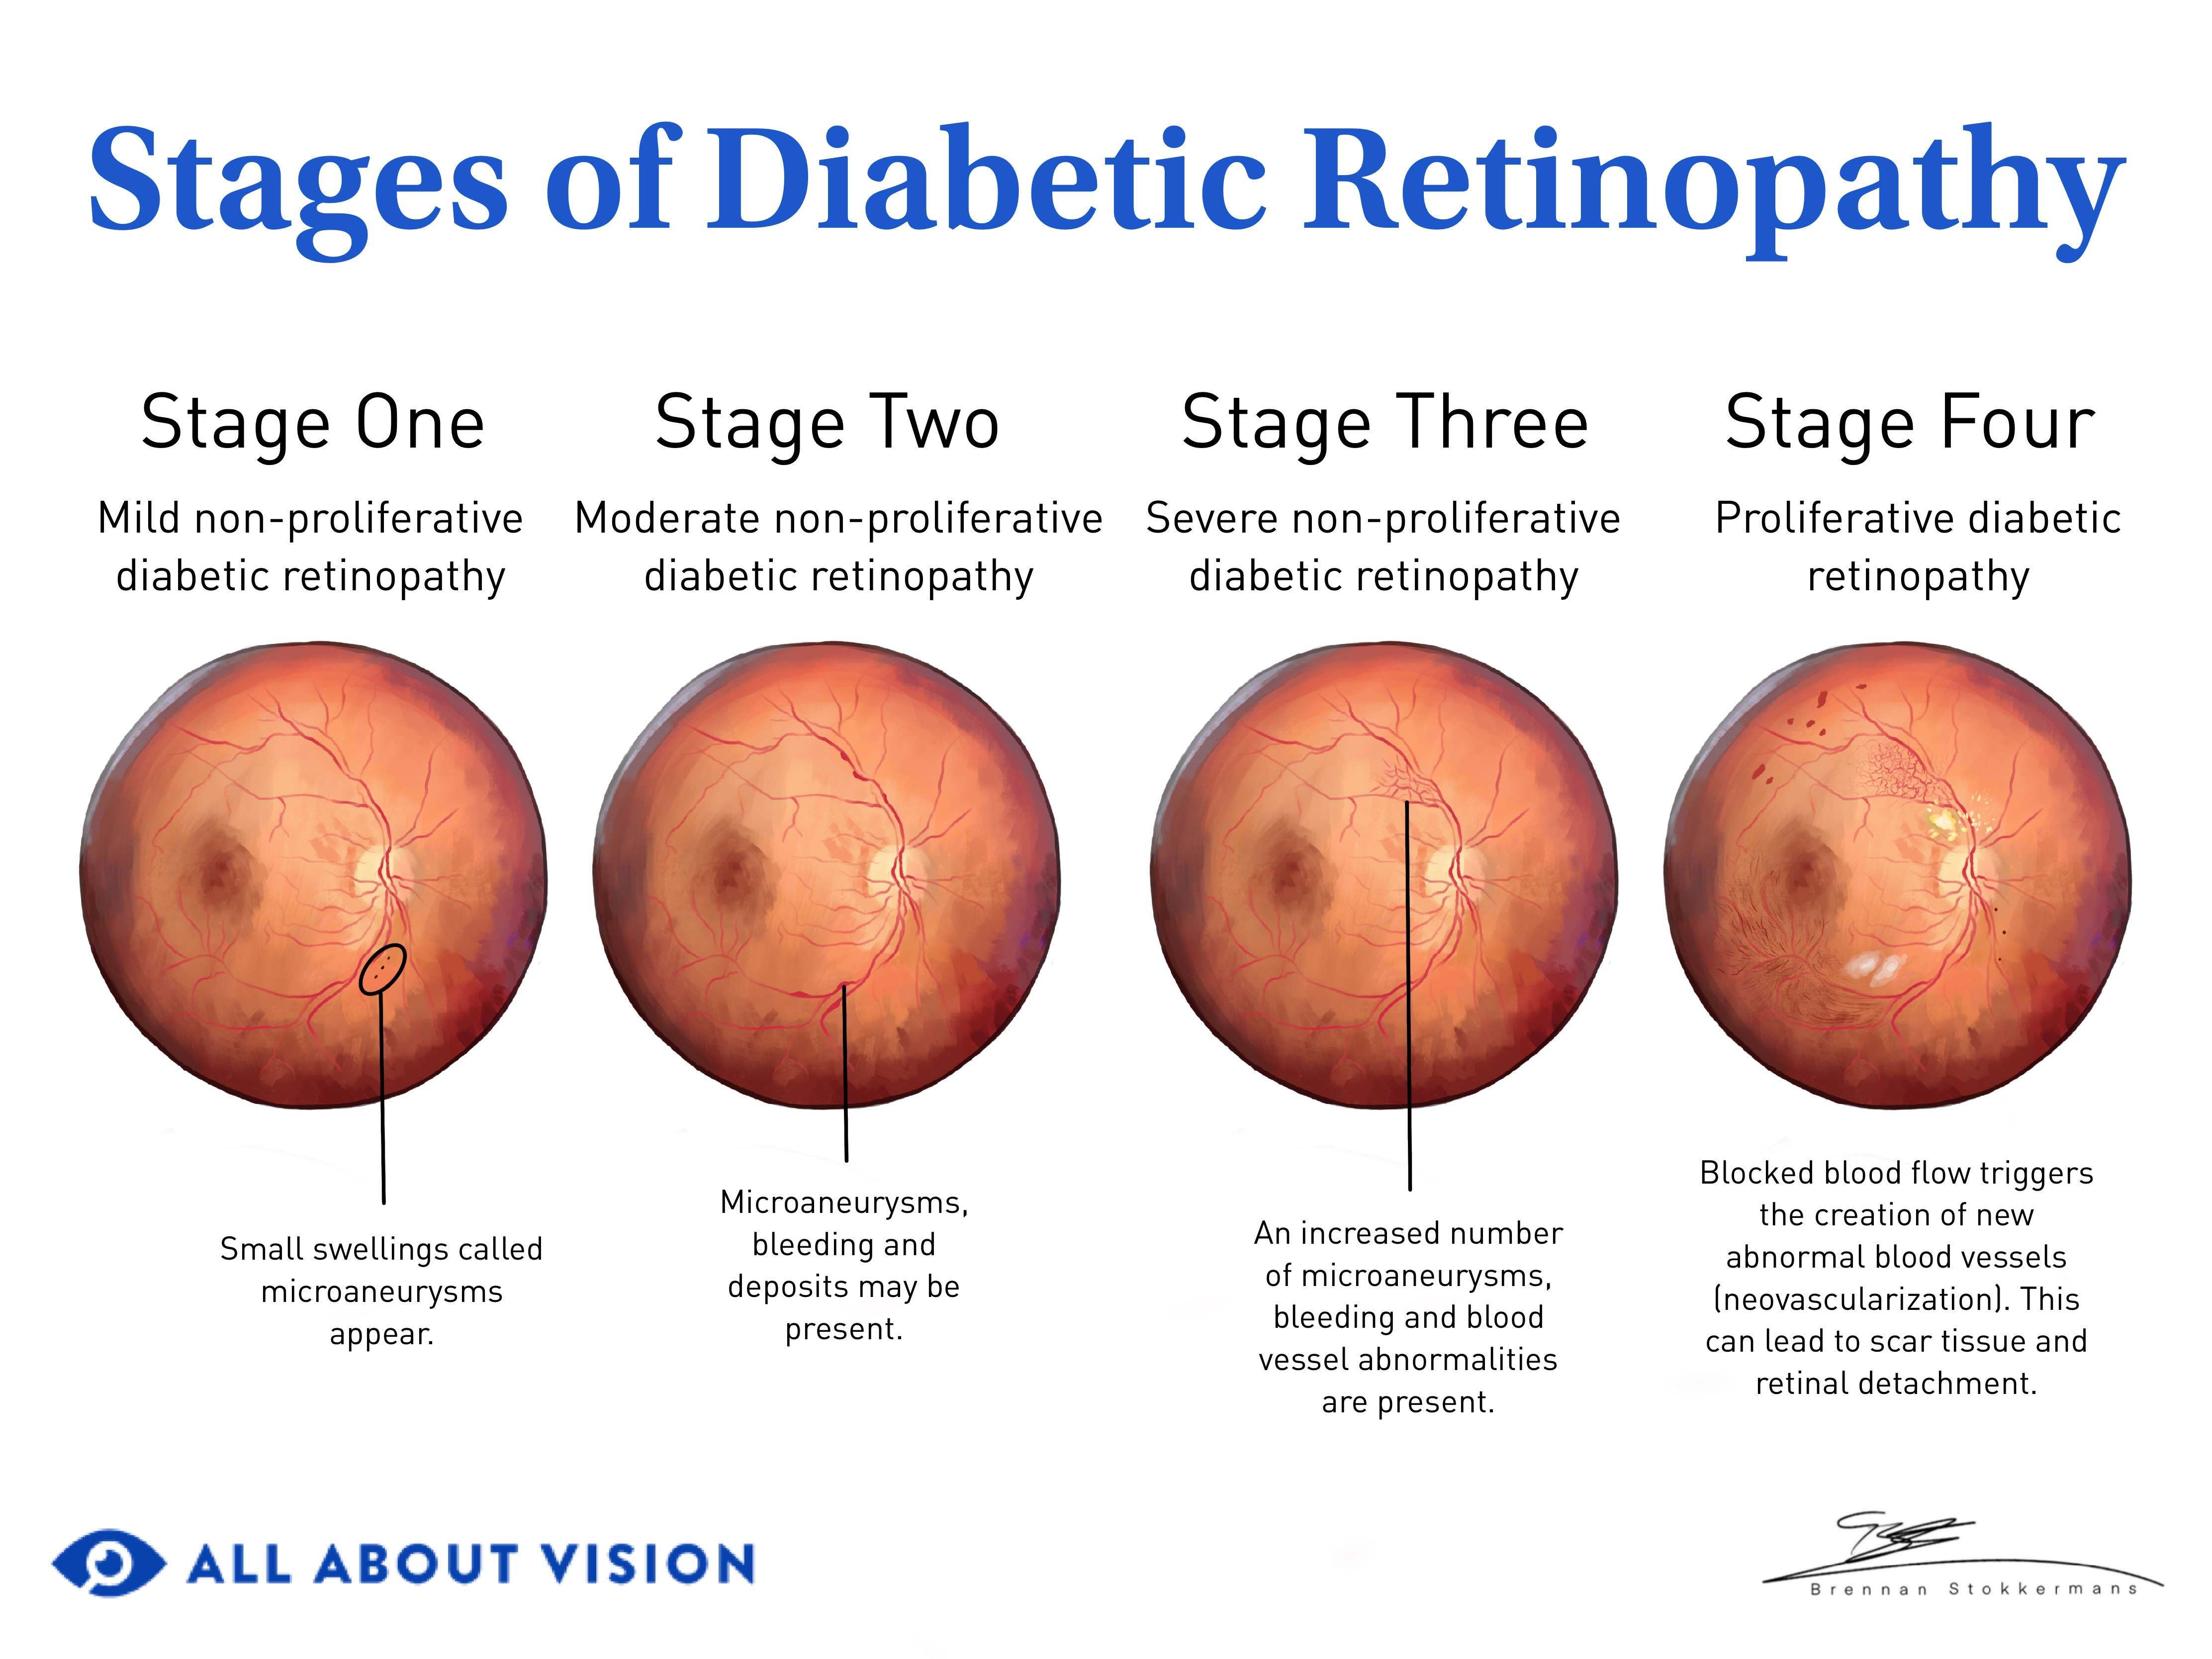 Stages of Diabetic Retinopathy
Stage One
Mild non-proliferative
diabetic retinopathy
Small swellings called
microaneurysms
appear.
Stage Two
Moderate non-proliferative
diabetic retinopathy
Microaneurysms,
bleeding and
deposits may be
present.
Stage Three
Severe non-proliferative
diabetic retinopathy
An increased number
of microaneurysms,
bleeding and blood
vessel abnormalities
are present.
Stage Four
Proliferative diabetic
retinopathy
Blocked blood flow triggers
the creation of new
abnormal blood vessels
(neovascularization). This
can lead to scar tissue and
retinal detachment.
ALL ABOUT VISION
Brennan Stokkermans